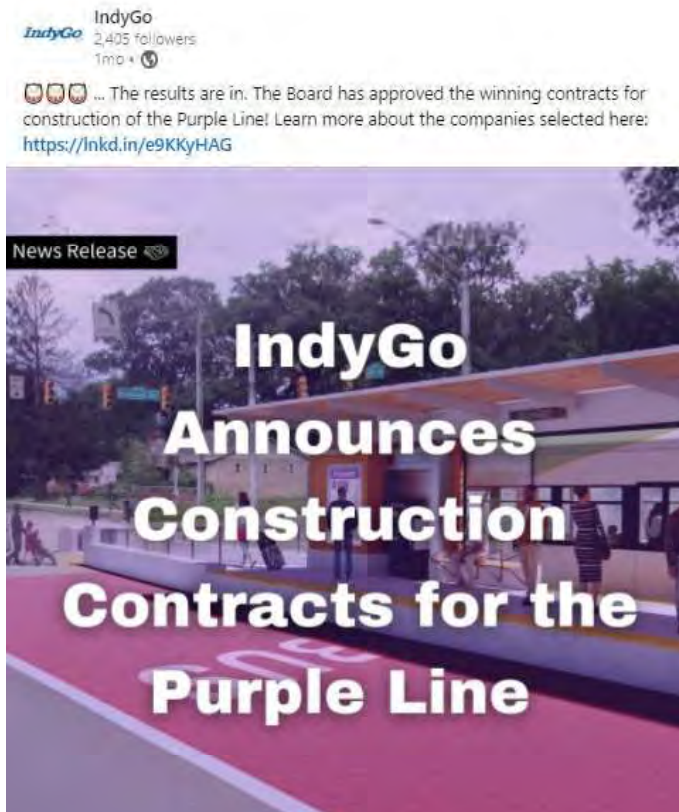 IndyGo
IndyGo
2,405 followers
1mo •
🥁🥁🥁 ... The results are in. The Board has approved the winning contracts for
construction of the Purple Line! Learn more about the companies selected here:
https://lnkd.in/e9KKyHAG
News Release
IndyGo
Announces
Construction
Contracts for the
Purple Line
BUS